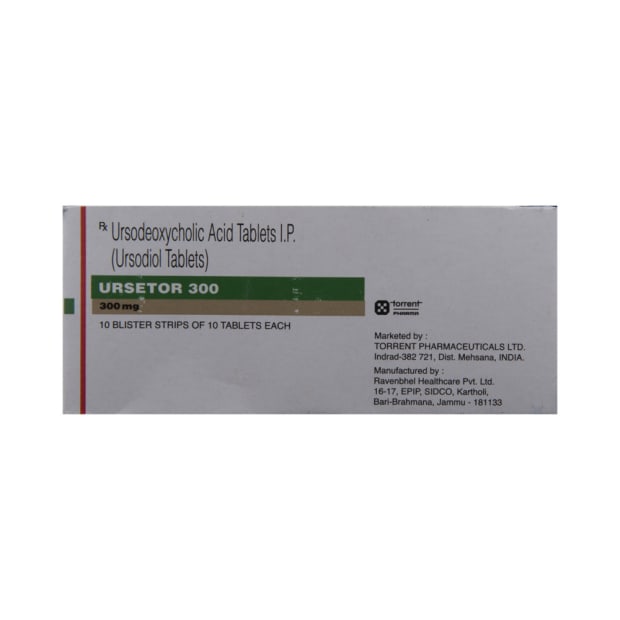 Rx Ursodeoxycholic Acid Tablets I.P.
(Ursodiol Tablets)
URSETOR 300
300 mg
10 BLISTER STRIPS OF 10 TABLETS EACH
torrent
PHARMA
Marketed by :
TORRENT PHARMACEUTICALS LTD.
Indrad-382 721, Dist. Mehsana, INDIA.
Manufactured by :
Ravenbhel Healthcare Pvt. Ltd.
16-17, EPIP, SIDCO, Kartholi,
Bari-Brahmana, Jammu - 181133